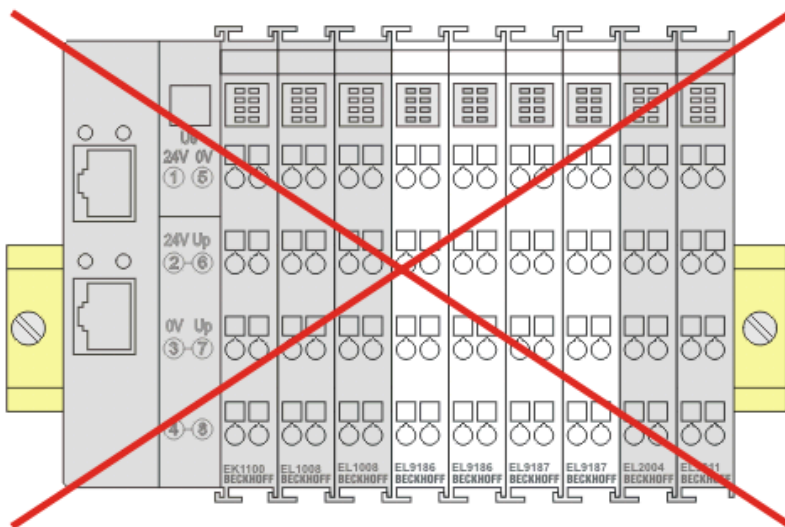 Us
24V 0V
1 5
24V Up
2 6
0V Up
3 7
4 8
EK1100 EL1008 EL1008 EL9186 EL9186 EL9187 EL9187 EL2004
BECKHOFF BECKHOFF BECKHOFF BECKHOFF BECKHOFF BECKHOFF BECKHOFF BECKHOFF BECKHOFF